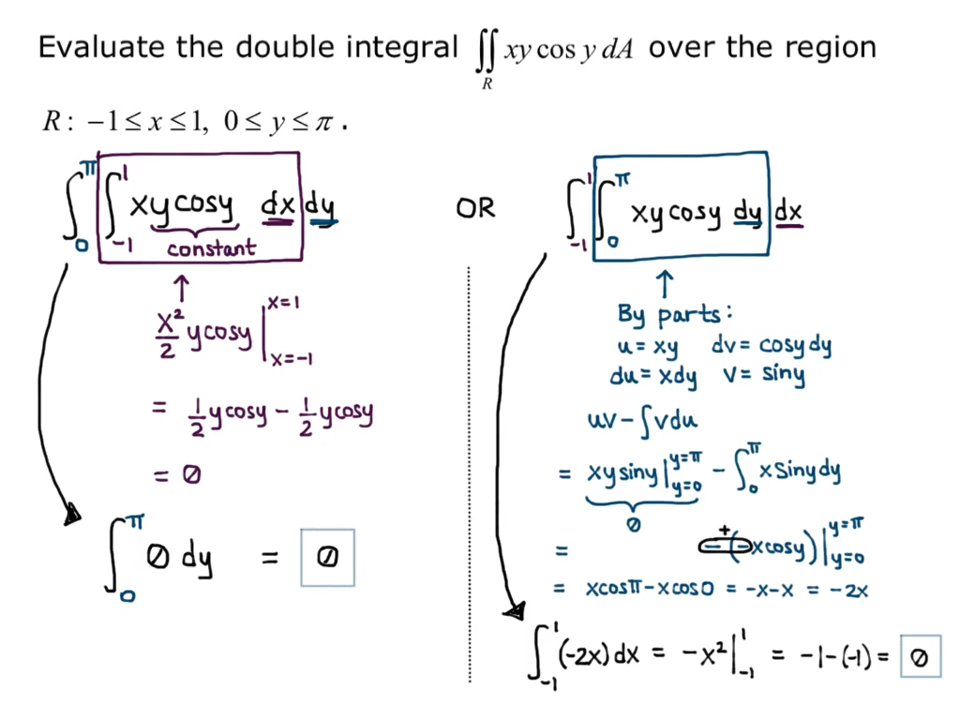 Evaluate the double integral ∬_R xy cos y dA over the region
R: −1 ≤ x ≤ 1, 0 ≤ y ≤ π.
∫_0^π ∫_{-1}^1 xy cosy dx dy
constant
↑
x²/2 y cosy |_{x=-1}^{x=1}
= 1/2 y cosy − 1/2 y cosy
= 0
∫_0^π 0 dy = 0
OR
∫_{-1}^1 ∫_0^π xy cosy dy dx
↑
By parts:
u = xy dv = cosy dy
du = x dy v = siny
uv − ∫v du
= xy siny |_{y=0}^{y=π} − ∫_0^π x siny dy
0
+
= −(−x cosy) |_{y=0}^{y=π}
= x cosπ − x cos0 = −x−x = −2x
∫_{-1}^1 (−2x) dx = −x² |_{-1}^1 = −1−(−1) = 0